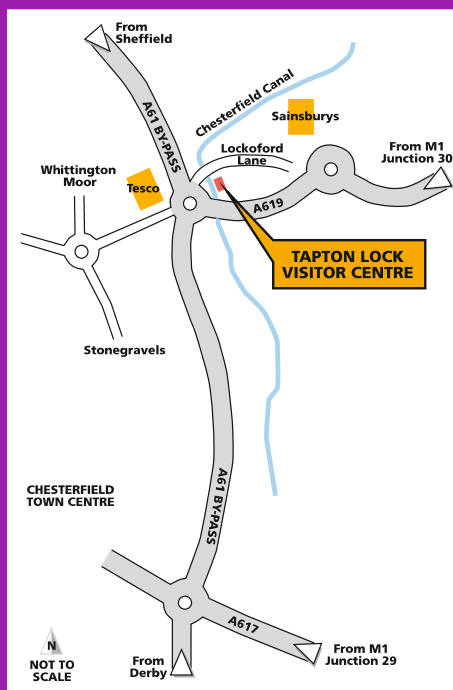 From
Sheffield
Chesterfield Canal
A61 BY-PASS
Sainsburys
Lockoford
Lane
From M1
Junction 30
Whittington
Moor
Tesco
A619
TAPTON LOCK
VISITOR CENTRE
Stonegravels
A61 BY-PASS
CHESTERFIELD
TOWN CENTRE
A617
N
NOT TO
SCALE
From
Derby
From M1
Junction 29